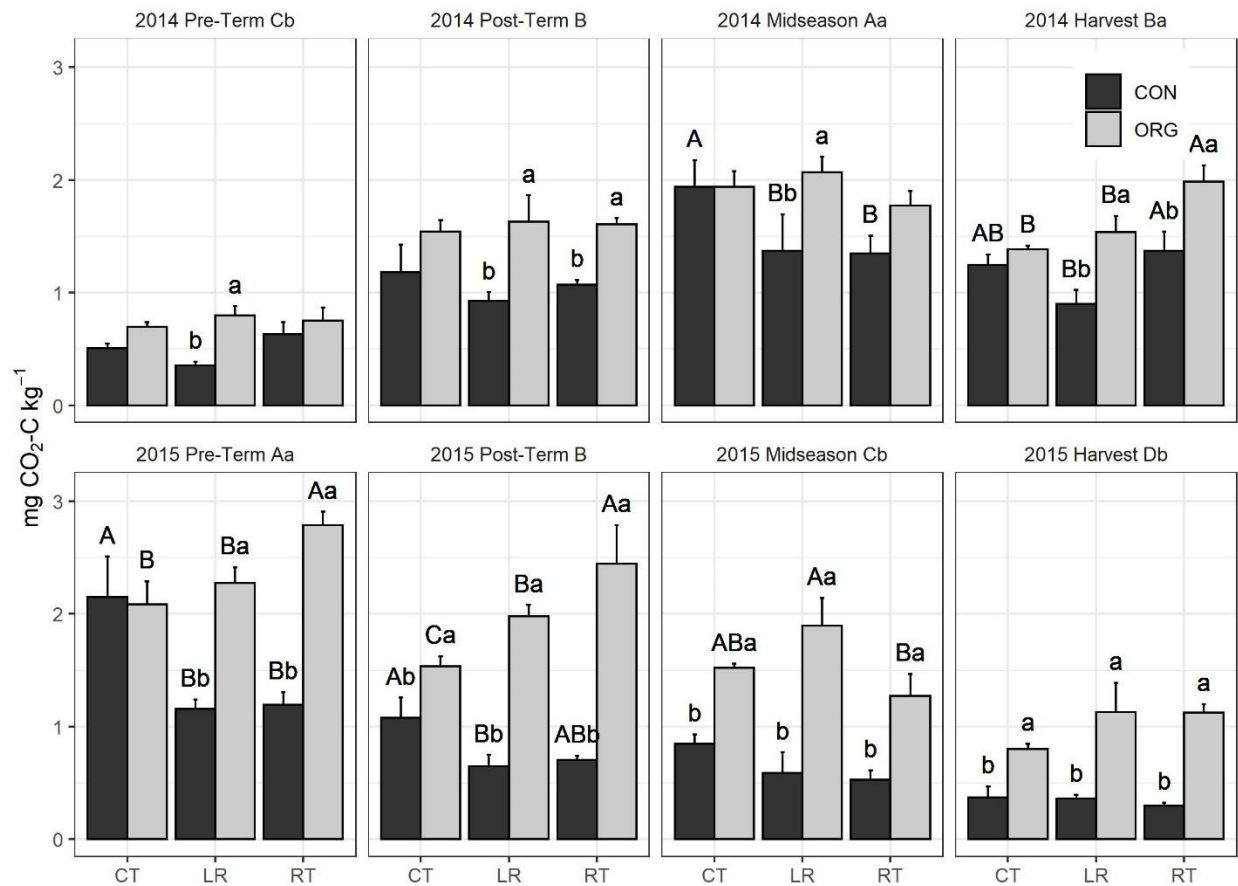 2014 Pre-Term Cb
2014 Post-Term B
2014 Midseason Aa
2014 Harvest Ba
3
2
1
0
b
a
b
a
b
a
A
Bb
a
B
AB
B
Bb
Ba
Ab
Aa
CON
ORG
mg CO₂-C kg⁻¹
2015 Pre-Term Aa
2015 Post-Term B
2015 Midseason Cb
2015 Harvest Db
3
2
1
0
A
B
Bb
Ba
Bb
Aa
Ab
Ca
Bb
Ba
ABb
Aa
b
ABa
b
Aa
b
Ba
b
a
b
a
b
a
CT
LR
RT
CT
LR
RT
CT
LR
RT
CT
LR
RT